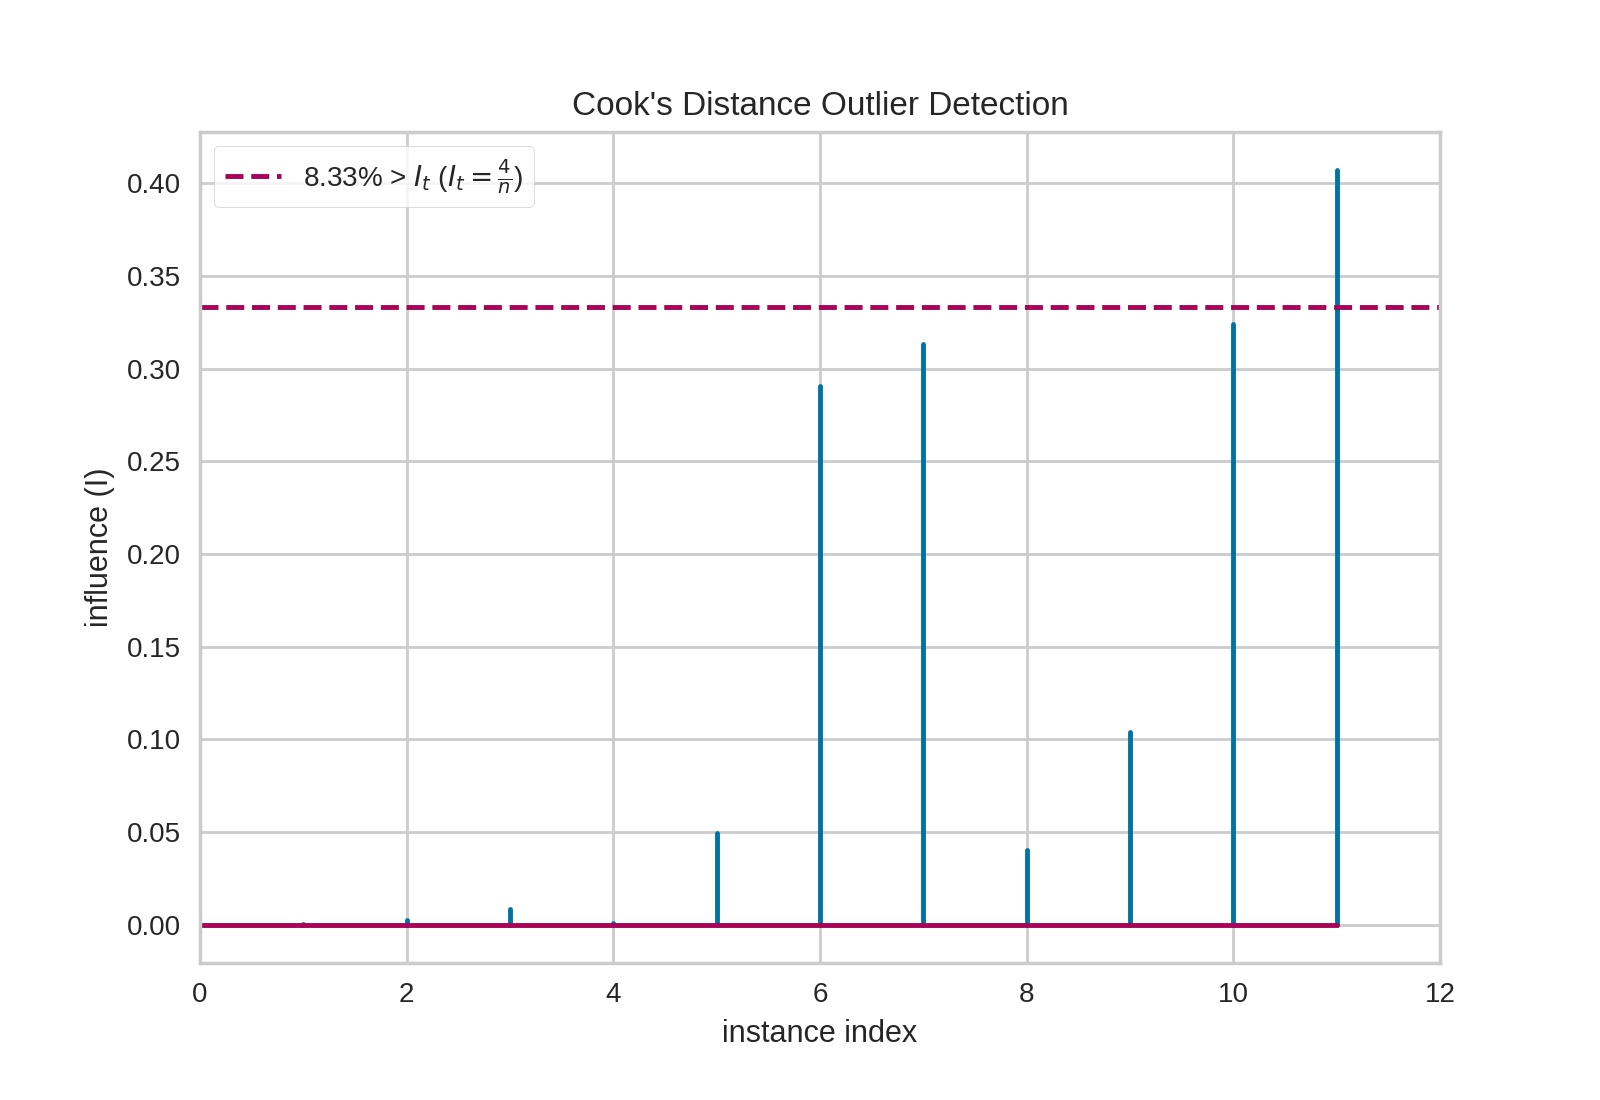 Cook's Distance Outlier Detection
8.33% > I_t (I_t = 4/n)
0.40
0.35
0.30
0.25
0.20
0.15
0.10
0.05
0.00
influence (I)
0 2 4 6 8 10 12
instance index